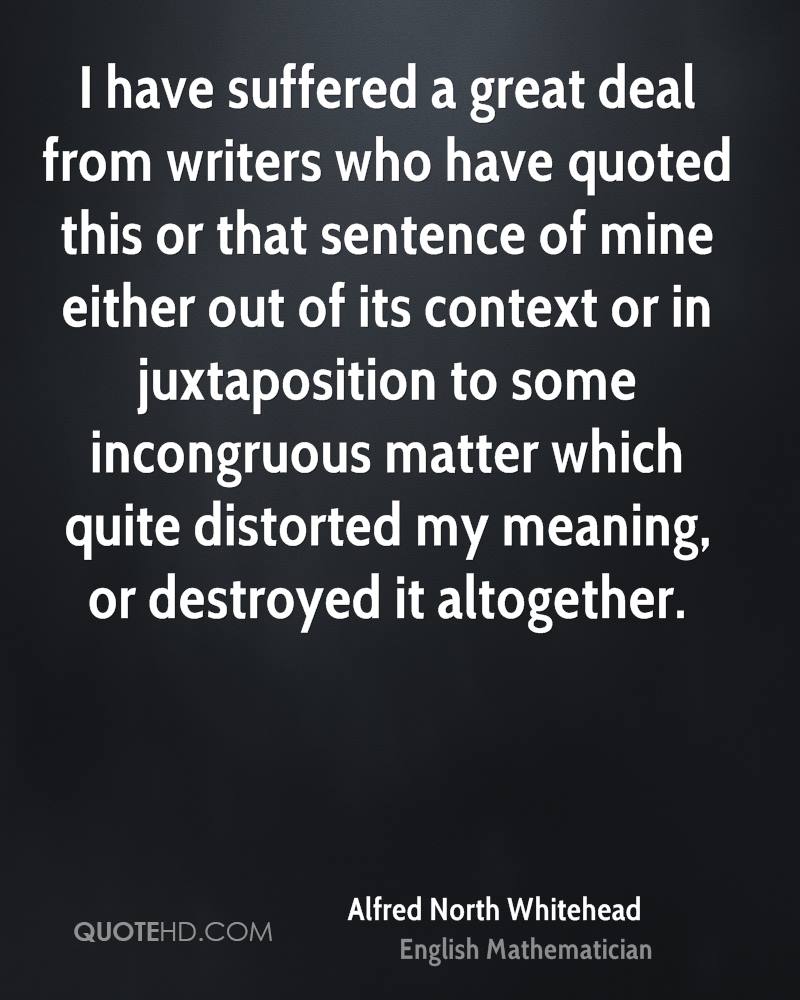 I have suffered a great deal
from writers who have quoted
this or that sentence of mine
either out of its context or in
juxtaposition to some
incongruous matter which
quite distorted my meaning,
or destroyed it altogether.
Alfred North Whitehead
QUOTEHD.COM
English Mathematician